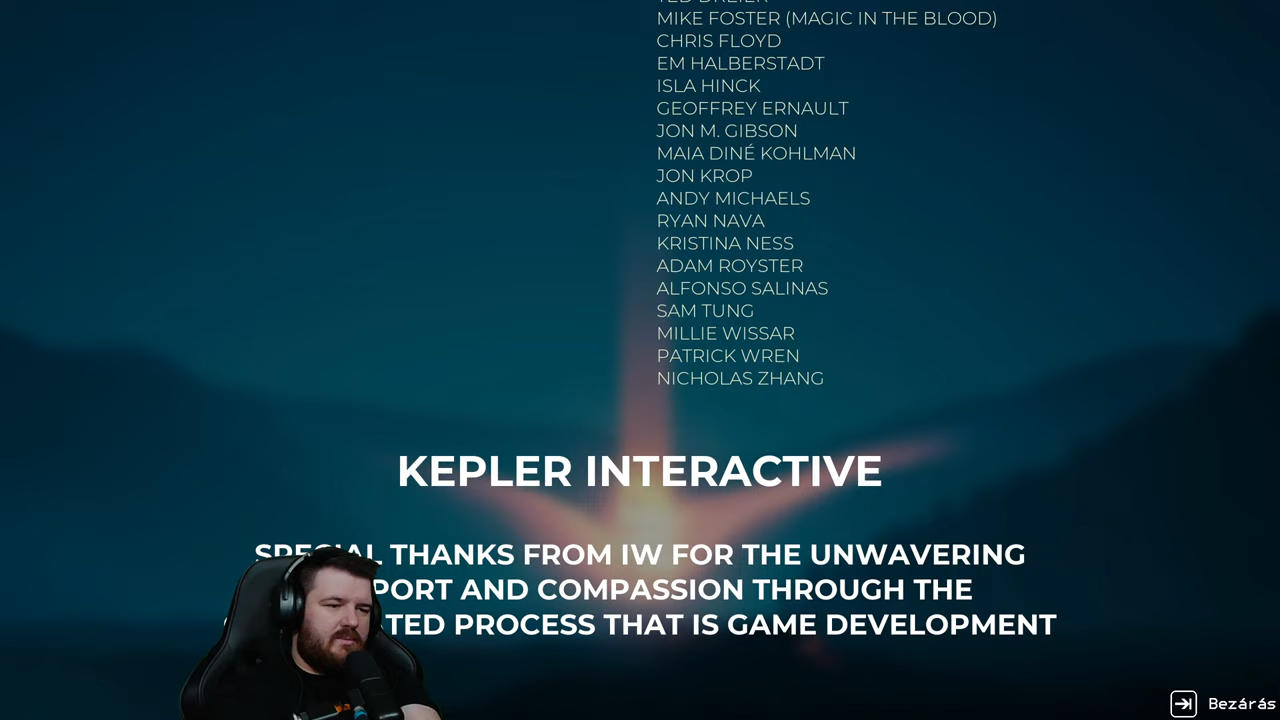 MIKE FOSTER (MAGIC IN THE BLOOD)
CHRIS FLOYD
EM HALBERSTADT
ISLA HINCK
GEOFFREY ERNAULT
JON M. GIBSON
MAIA DINÉ KOHLMAN
JON KROP
ANDY MICHAELS
RYAN NAVA
KRISTINA NESS
ADAM ROYSTER
ALFONSO SALINAS
SAM TUNG
MILLIE WISSAR
PATRICK WREN
NICHOLAS ZHANG
KEPLER INTERACTIVE
SPECIAL THANKS FROM IW FOR THE UNWAVERING
PORT AND COMPASSION THROUGH THE
TED PROCESS THAT IS GAME DEVELOPMENT
Bezárás